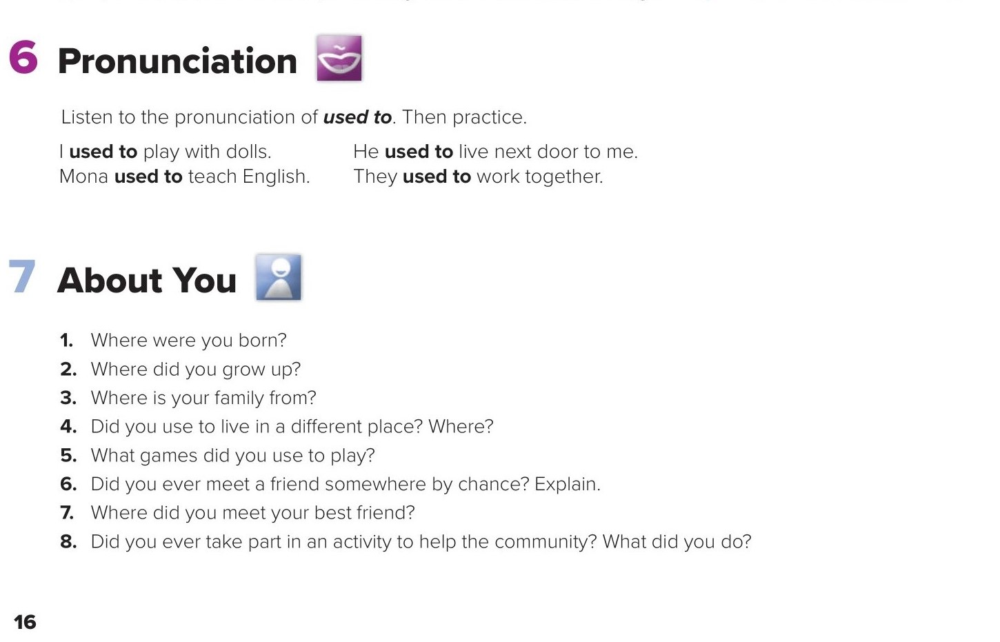 6 Pronunciation
Listen to the pronunciation of used to. Then practice.
I used to play with dolls. He used to live next door to me.
Mona used to teach English. They used to work together.
7 About You
1. Where were you born?
2. Where did you grow up?
3. Where is your family from?
4. Did you use to live in a different place? Where?
5. What games did you use to play?
6. Did you ever meet a friend somewhere by chance? Explain.
7. Where did you meet your best friend?
8. Did you ever take part in an activity to help the community? What did you do?
16